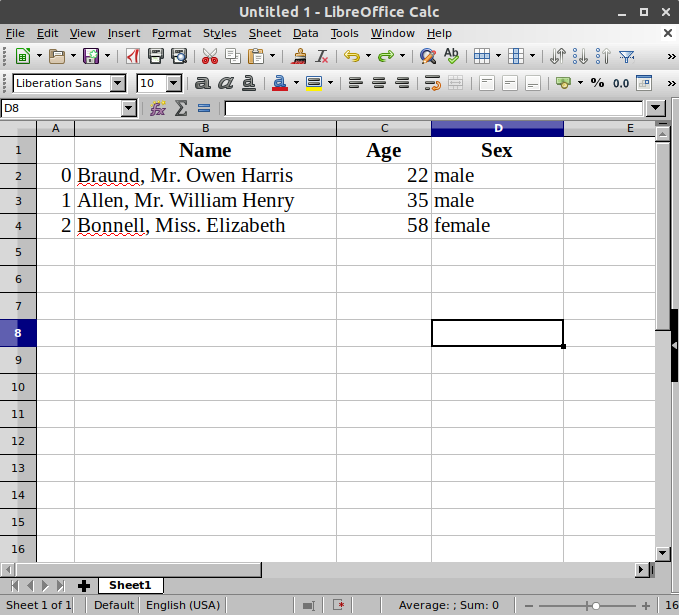 Untitled 1 - LibreOffice Calc
File Edit View Insert Format Styles Sheet Data Tools Window Help
Liberation Sans 10 a a a a % 0.0
D8
A B C D E
1 Name Age Sex
2 0 Braund, Mr. Owen Harris 22 male
3 1 Allen, Mr. William Henry 35 male
4 2 Bonnell, Miss. Elizabeth 58 female
5
6
7
8
9
10
11
12
13
14
15
16
Sheet1
Sheet 1 of 1 Default English (USA) Average: ; Sum: 0 16